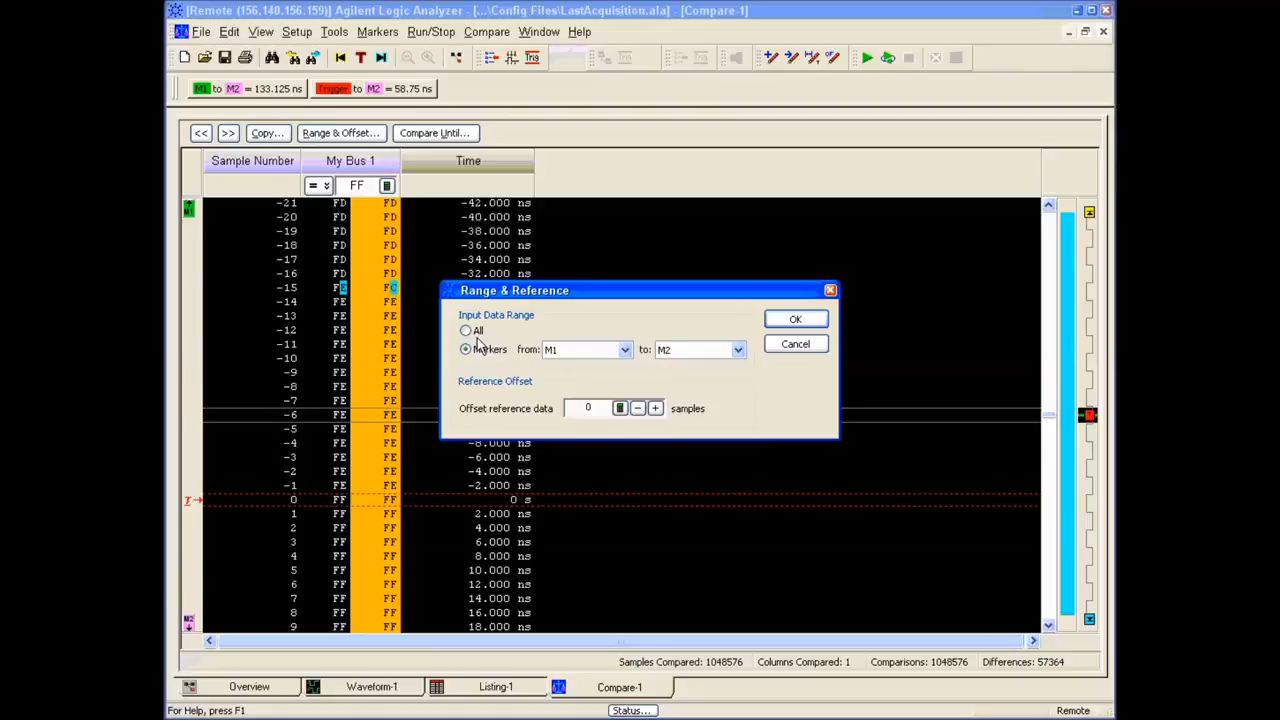 [Remote (156.140.156.159)] Agilent Logic Analyzer - [...\Config Files\LastAcquisition.ala] - [Compare-1]
File Edit View Setup Tools Markers Run/Stop Compare Window Help
Trig
M1 to M2 = 133.125 ns Trigger to M2 = 58.75 ns
<< >> Copy... Range & Offset... Compare Until...
Sample Number My Bus 1 Time
= FF
M1
-21 FD FD -42.000 ns
-20 FD FD -40.000 ns
-19 FD FD -38.000 ns
-18 FD FD -36.000 ns
-17 FD FD -34.000 ns
-16 FD FD -32.000 ns
-15 FE FC
-14 FE FE
-13 FE FE
-12 FE FE
-11 FE FE
-10 FE FE
-9 FE FE
-8 FE FE
-7 FE FE
-6 FE FE
-5 FE FE
-4 FE FE -8.000 ns
-3 FE FE -6.000 ns
-2 FE FE -4.000 ns
-1 FE FE -2.000 ns
T 0 FF FF 0 s
1 FF FF 2.000 ns
2 FF FF 4.000 ns
3 FF FF 6.000 ns
4 FF FF 8.000 ns
5 FF FF 10.000 ns
6 FF FF 12.000 ns
7 FF FF 14.000 ns
8 FF FF 16.000 ns
M2 9 FF FF 18.000 ns
Range & Reference
Input Data Range
All
Markers from: M1 to: M2
Reference Offset
Offset reference data 0 samples
OK
Cancel
Samples Compared: 1048576 Columns Compared: 1 Comparisons: 1048576 Differences: 57364
Overview Waveform-1 Listing-1 Compare-1
For Help, press F1 Status... Remote